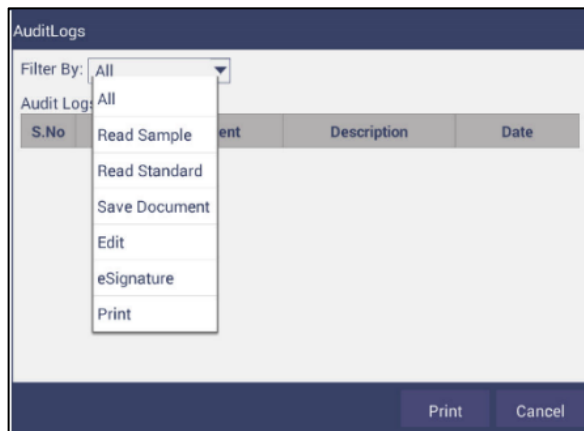 AuditLogs
Filter By: All
Audit Logs
All
S.No ent Description Date
Read Sample
Read Standard
Save Document
Edit
eSignature
Print
Print Cancel